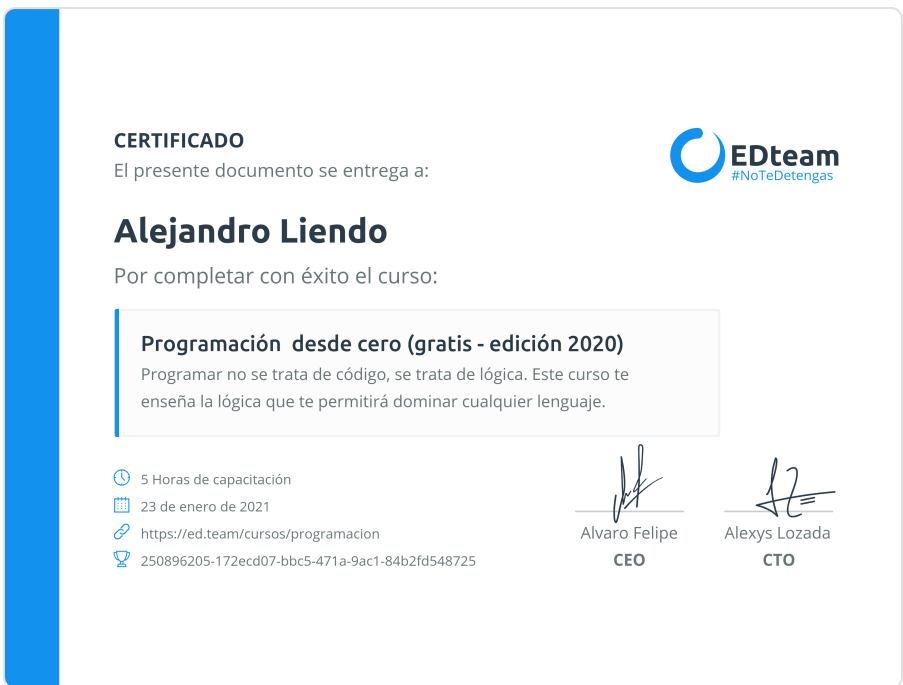 CERTIFICADO
El presente documento se entrega a:
EDteam
#NoTeDetengas
Alejandro Liendo
Por completar con éxito el curso:
Programación desde cero (gratis - edición 2020)
Programar no se trata de código, se trata de lógica. Este curso te
enseña la lógica que te permitirá dominar cualquier lenguaje.
5 Horas de capacitación
23 de enero de 2021
https://ed.team/cursos/programacion
250896205-172ecd07-bbc5-471a-9ac1-84b2fd548725
Alvaro Felipe
CEO
Alexys Lozada
CTO